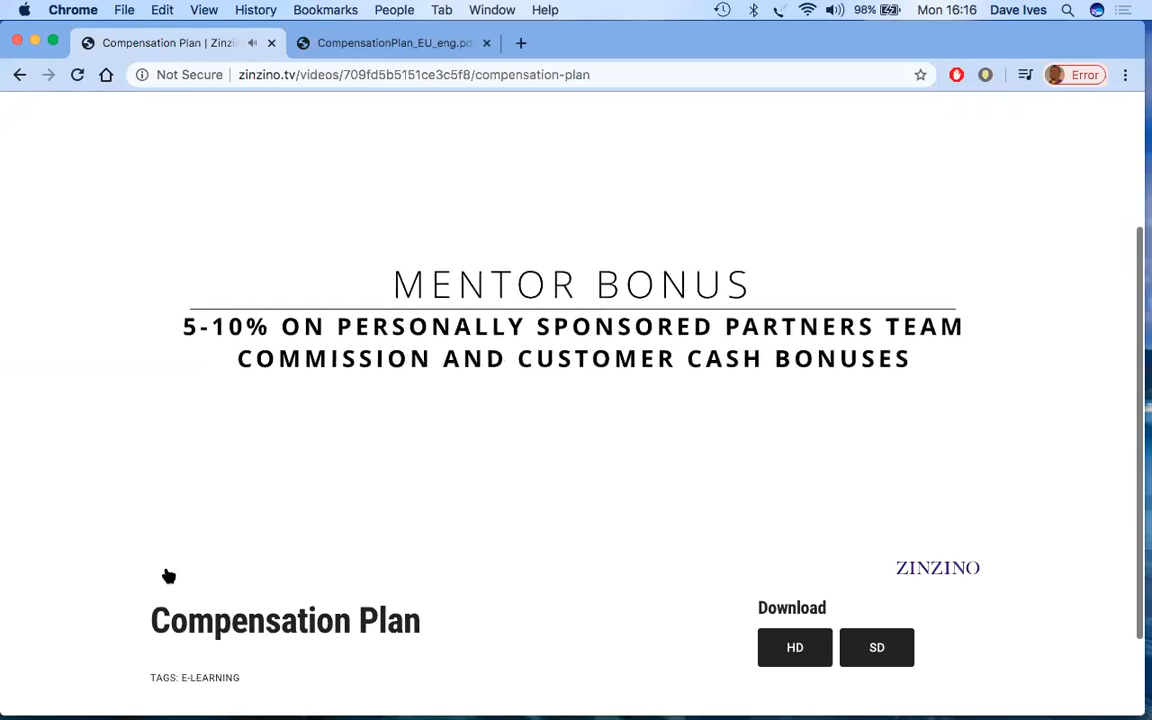 Chrome File Edit View History Bookmarks People Tab Window Help 98% Mon 16:16 Dave Ives
Compensation Plan | Zinzi
CompensationPlan_EU_eng.pd
Not Secure zinzino.tv/videos/709fd5b5151ce3c5f8/compensation-plan Error
MENTOR BONUS
5-10% ON PERSONALLY SPONSORED PARTNERS TEAM
COMMISSION AND CUSTOMER CASH BONUSES
ZINZINO
Compensation Plan
Download
HD SD
TAGS: E-LEARNING